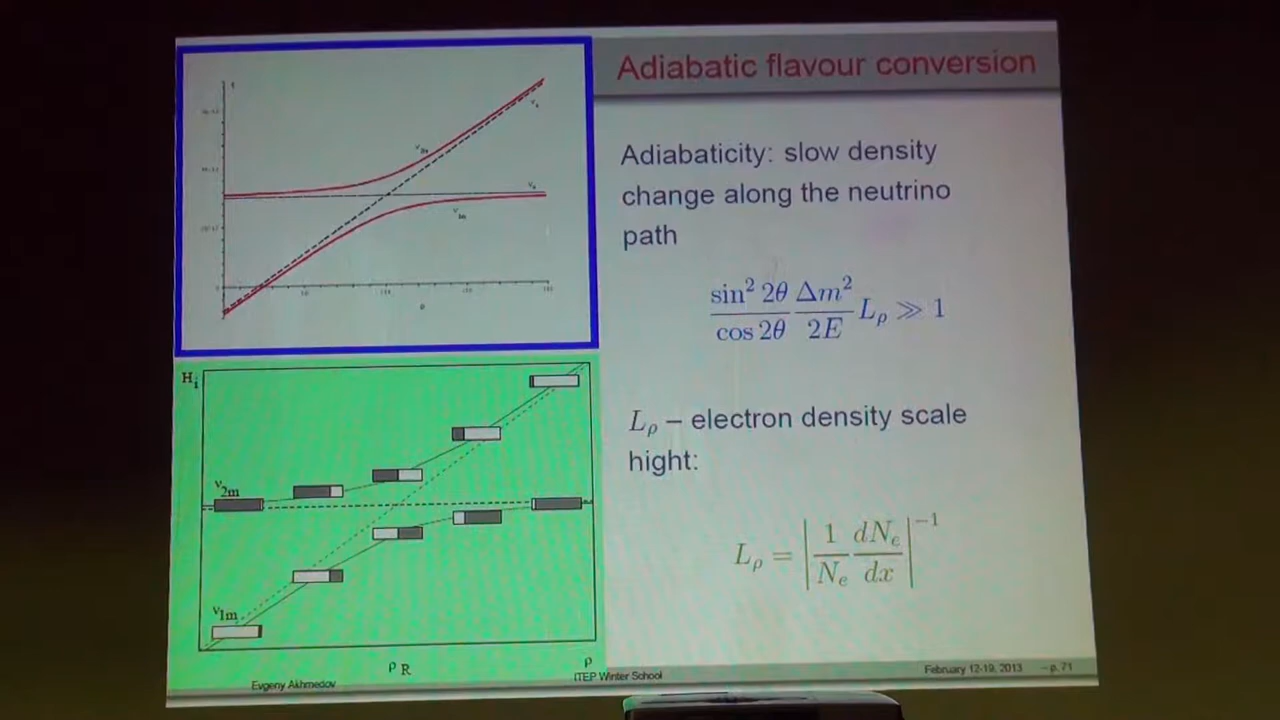 Adiabatic flavour conversion
Adiabaticity: slow density
change along the neutrino
path
sin² 2θ / cos 2θ Δm² / 2E L_ρ ≫ 1
L_ρ – electron density scale
hight:
L_ρ = | 1/N_e dN_e/dx |⁻¹
H_i
ν_2m
ν_1m
ρ_R
ρ
Evgeny Akhmedov
ITEP Winter School
February 12-19, 2013
– p. 71